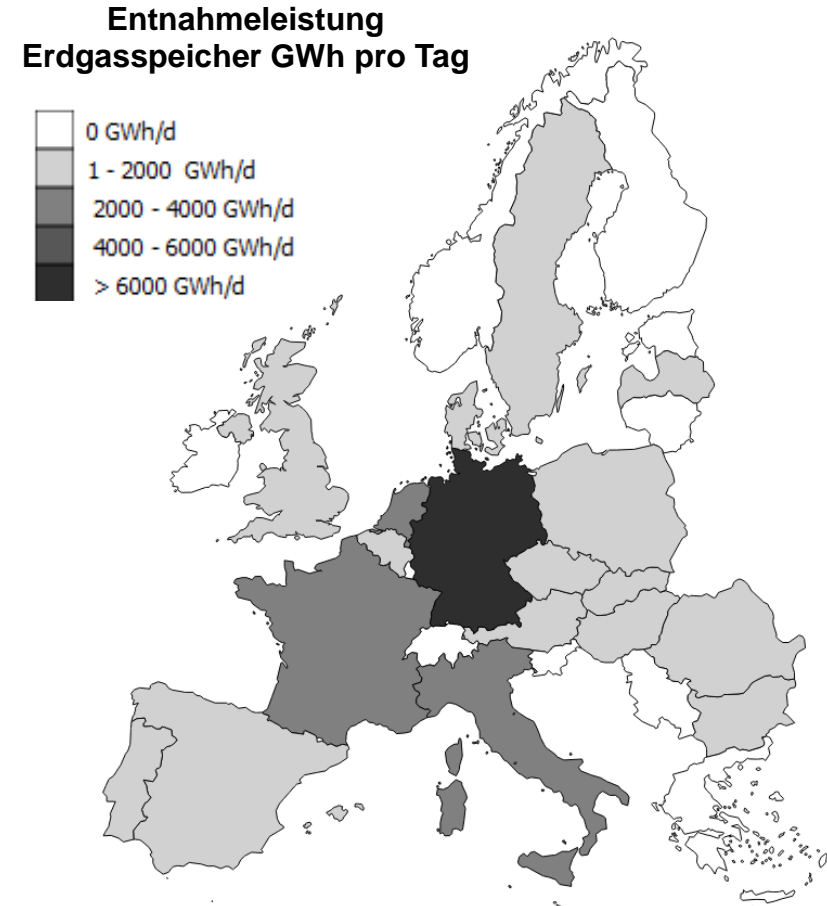 Entnahmeleistung
Erdgasspeicher GWh pro Tag
0 GWh/d
1 - 2000 GWh/d
2000 - 4000 GWh/d
4000 - 6000 GWh/d
> 6000 GWh/d